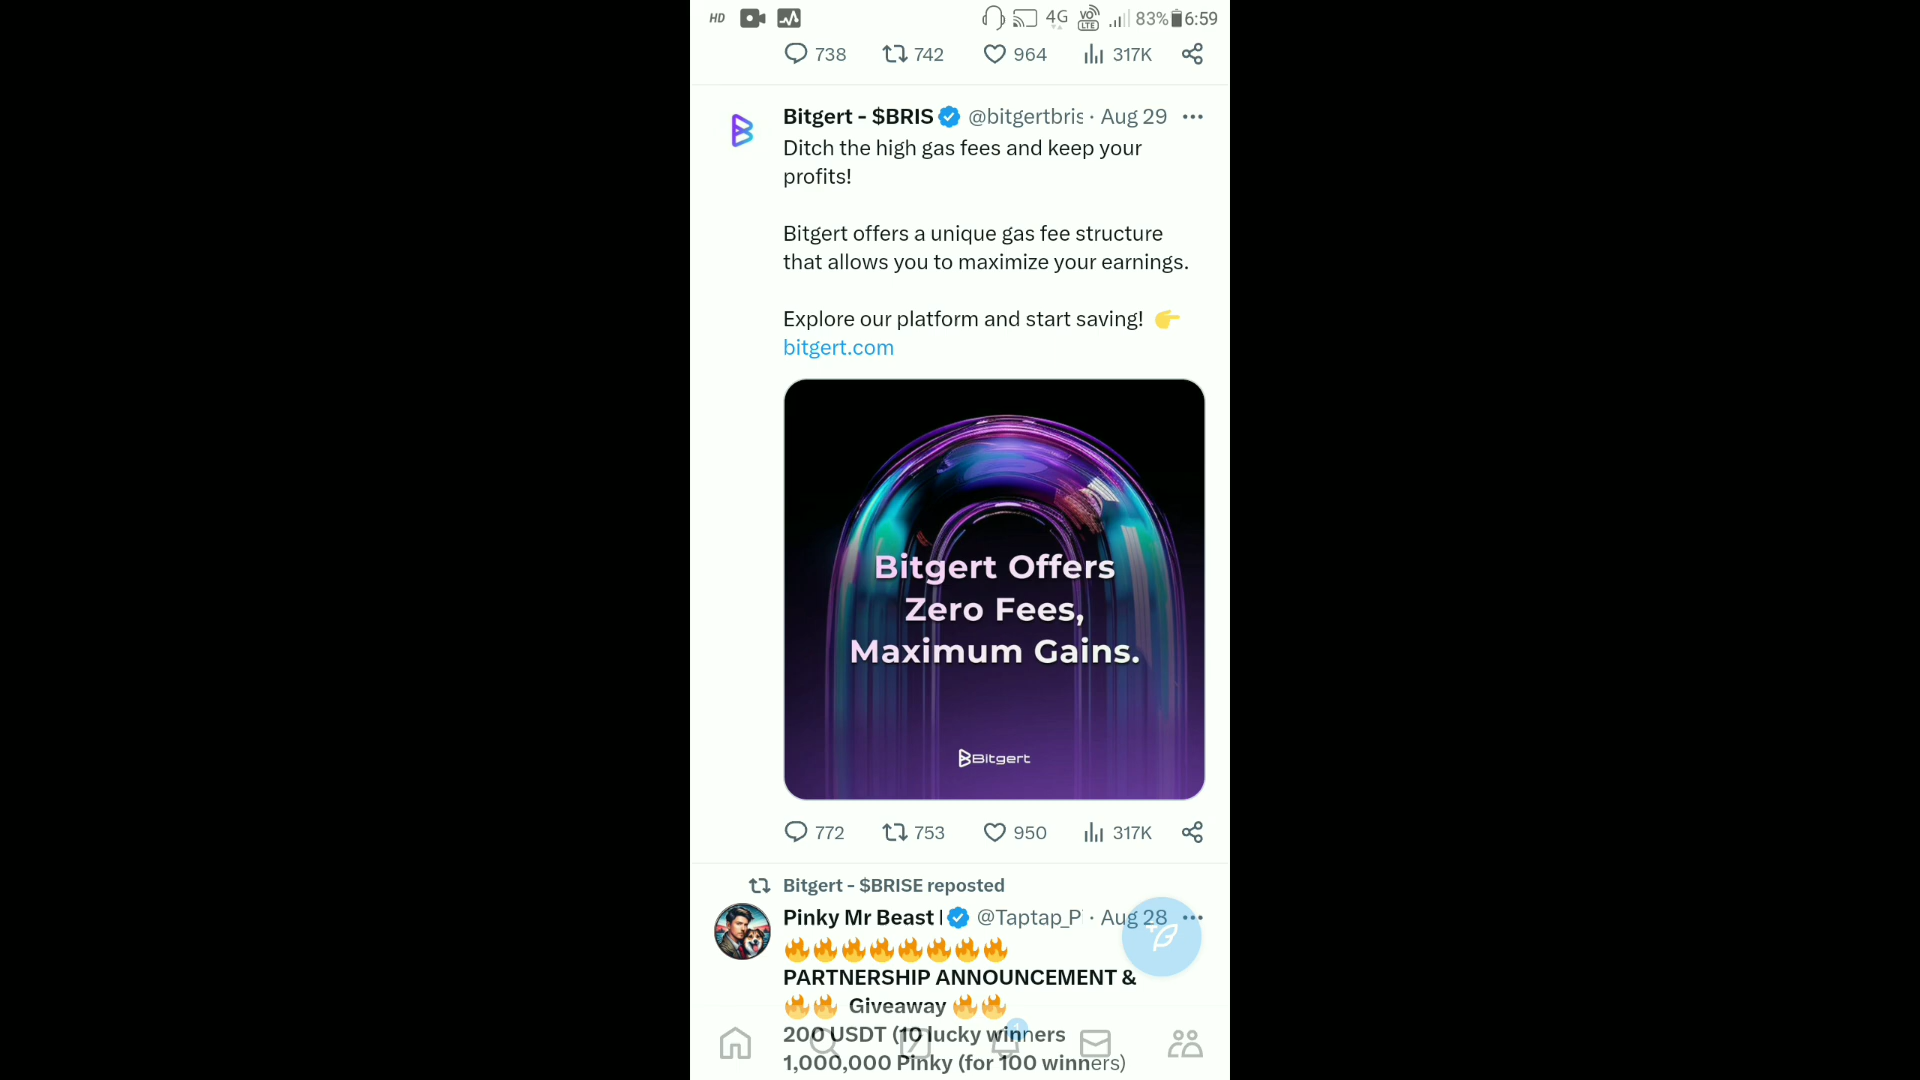 HD 4G VO LTE 83% 6:59
738 742 964 317K
Bitgert - $BRIS @bitgertbris · Aug 29
Ditch the high gas fees and keep your
profits!
Bitgert offers a unique gas fee structure
that allows you to maximize your earnings.
Explore our platform and start saving! 👉
bitgert.com
Bitgert Offers
Zero Fees,
Maximum Gains.
Bitgert
772 753 950 317K
Bitgert - $BRISE reposted
Pinky Mr Beast @Taptap_P · Aug 28
🔥🔥🔥🔥🔥🔥🔥🔥
PARTNERSHIP ANNOUNCEMENT &
🔥🔥 Giveaway 🔥🔥
200 USDT (10 lucky winners
1,000,000 Pinky (for 100 winners)